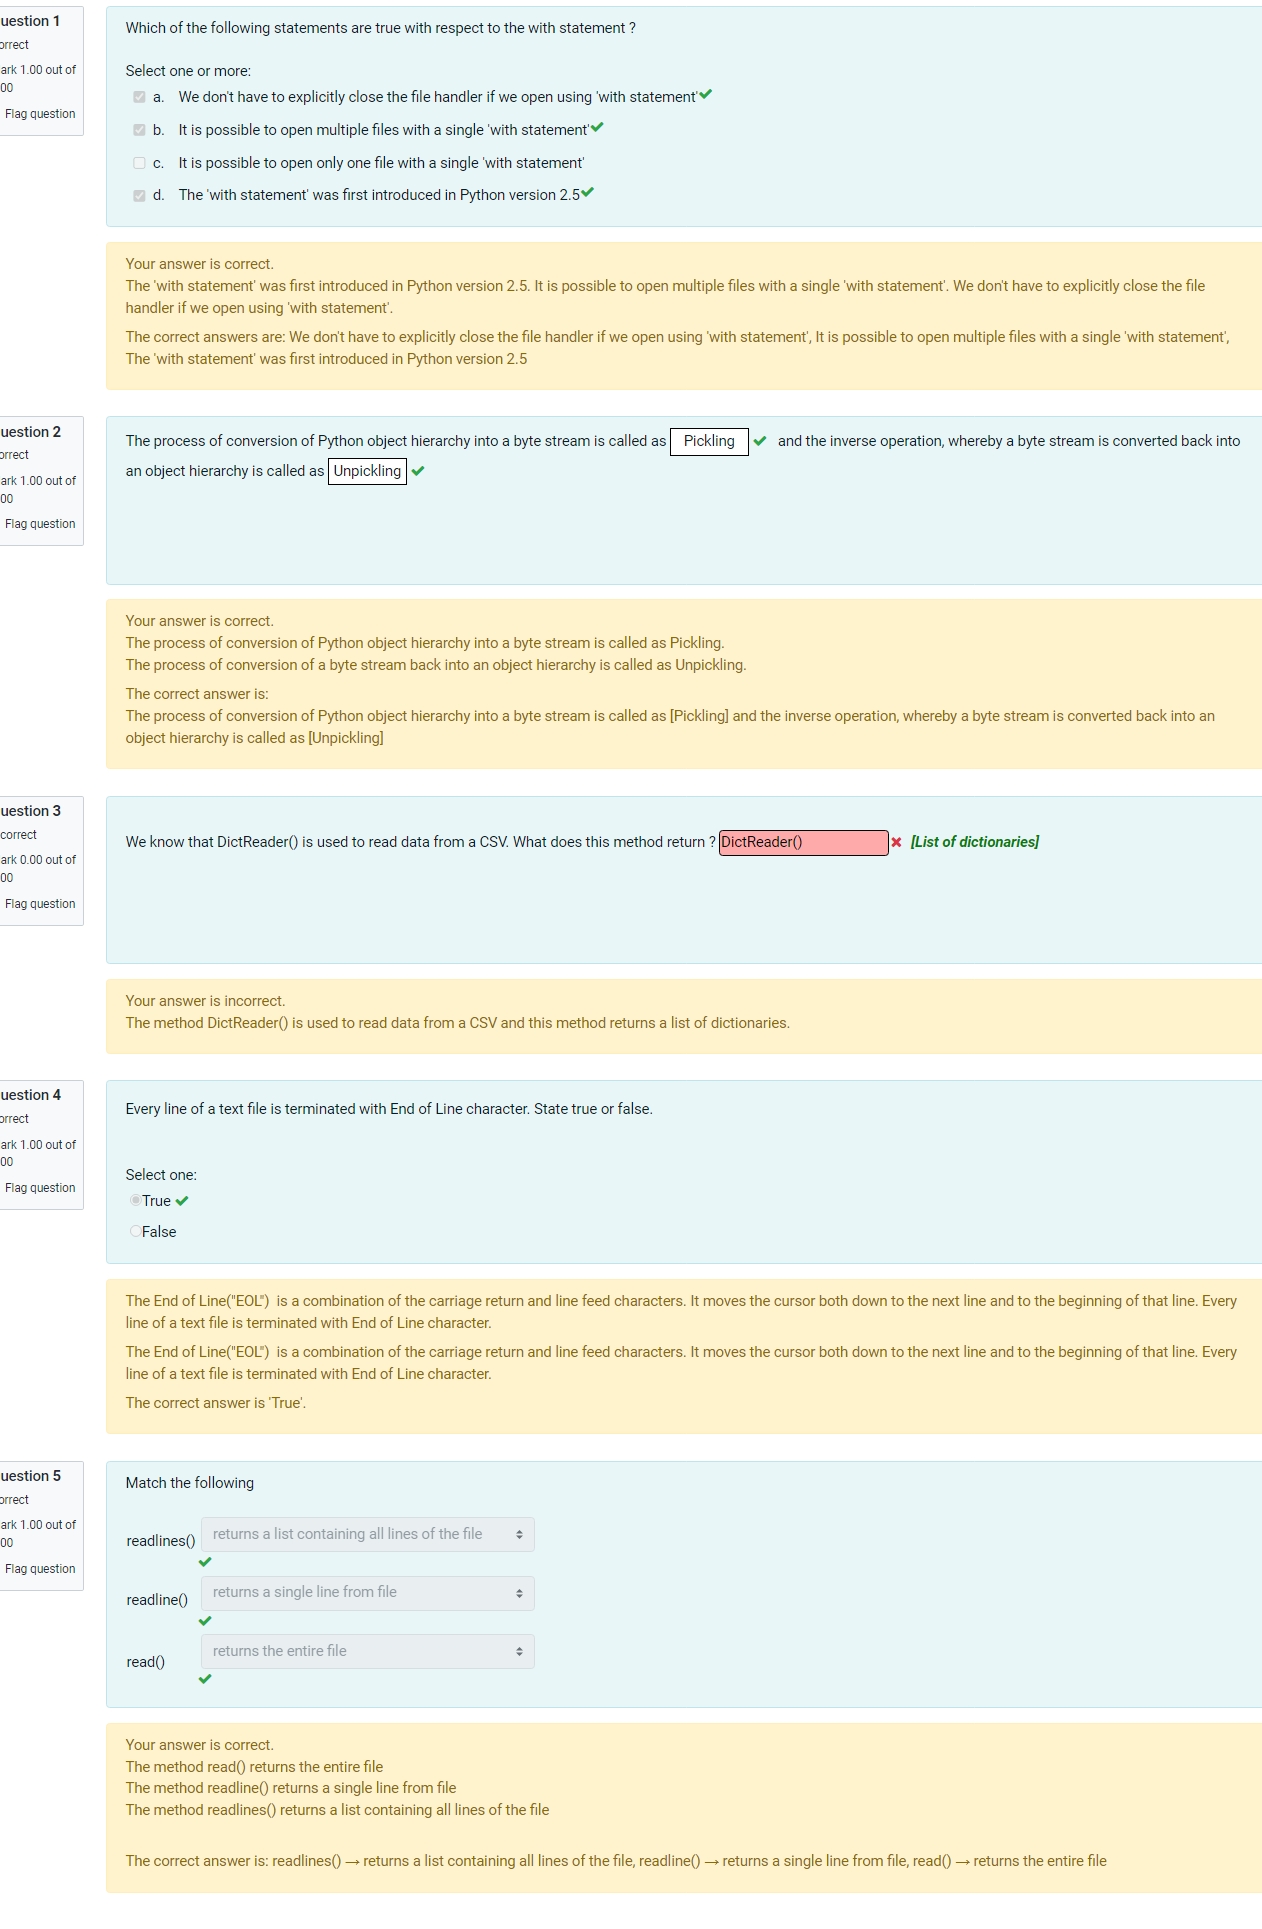 uestion 1
orrect
ark 1.00 out of
00
Flag question
Which of the following statements are true with respect to the with statement ?
Select one or more:
a. We don't have to explicitly close the file handler if we open using 'with statement'
b. It is possible to open multiple files with a single 'with statement'
c. It is possible to open only one file with a single 'with statement'
d. The 'with statement' was first introduced in Python version 2.5
Your answer is correct.
The 'with statement' was first introduced in Python version 2.5. It is possible to open multiple files with a single 'with statement'. We don't have to explicitly close the file
handler if we open using 'with statement'.
The correct answers are: We don't have to explicitly close the file handler if we open using 'with statement', It is possible to open multiple files with a single 'with statement',
The 'with statement' was first introduced in Python version 2.5
uestion 2
orrect
ark 1.00 out of
00
Flag question
The process of conversion of Python object hierarchy into a byte stream is called as Pickling and the inverse operation, whereby a byte stream is converted back into
an object hierarchy is called as Unpickling
Your answer is correct.
The process of conversion of Python object hierarchy into a byte stream is called as Pickling.
The process of conversion of a byte stream back into an object hierarchy is called as Unpickling.
The correct answer is:
The process of conversion of Python object hierarchy into a byte stream is called as [Pickling] and the inverse operation, whereby a byte stream is converted back into an
object hierarchy is called as [Unpickling]
uestion 3
correct
ark 0.00 out of
00
Flag question
We know that DictReader() is used to read data from a CSV. What does this method return ? DictReader() [List of dictionaries]
Your answer is incorrect.
The method DictReader() is used to read data from a CSV and this method returns a list of dictionaries.
uestion 4
orrect
ark 1.00 out of
00
Flag question
Every line of a text file is terminated with End of Line character. State true or false.
Select one:
True
False
The End of Line("EOL") is a combination of the carriage return and line feed characters. It moves the cursor both down to the next line and to the beginning of that line. Every
line of a text file is terminated with End of Line character.
The End of Line("EOL") is a combination of the carriage return and line feed characters. It moves the cursor both down to the next line and to the beginning of that line. Every
line of a text file is terminated with End of Line character.
The correct answer is 'True'.
uestion 5
orrect
ark 1.00 out of
00
Flag question
Match the following
readlines() returns a list containing all lines of the file
readline() returns a single line from file
read() returns the entire file
Your answer is correct.
The method read() returns the entire file
The method readline() returns a single line from file
The method readlines() returns a list containing all lines of the file
The correct answer is: readlines() → returns a list containing all lines of the file, readline() → returns a single line from file, read() → returns the entire file